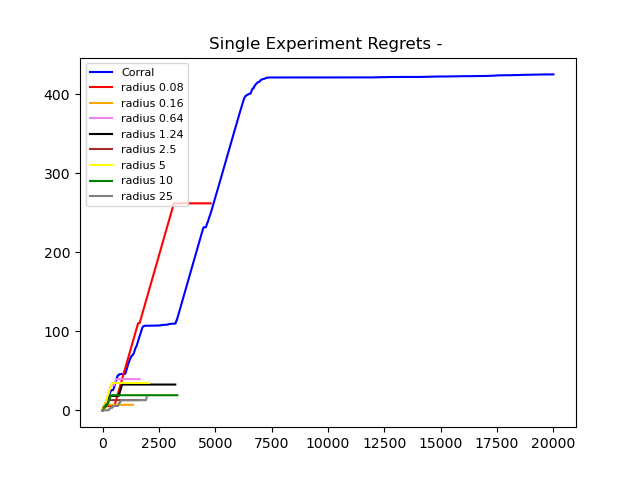 Single Experiment Regrets -
Corral
radius 0.08
radius 0.16
radius 0.64
radius 1.24
radius 2.5
radius 5
radius 10
radius 25
400
300
200
100
0
0 2500 5000 7500 10000 12500 15000 17500 20000